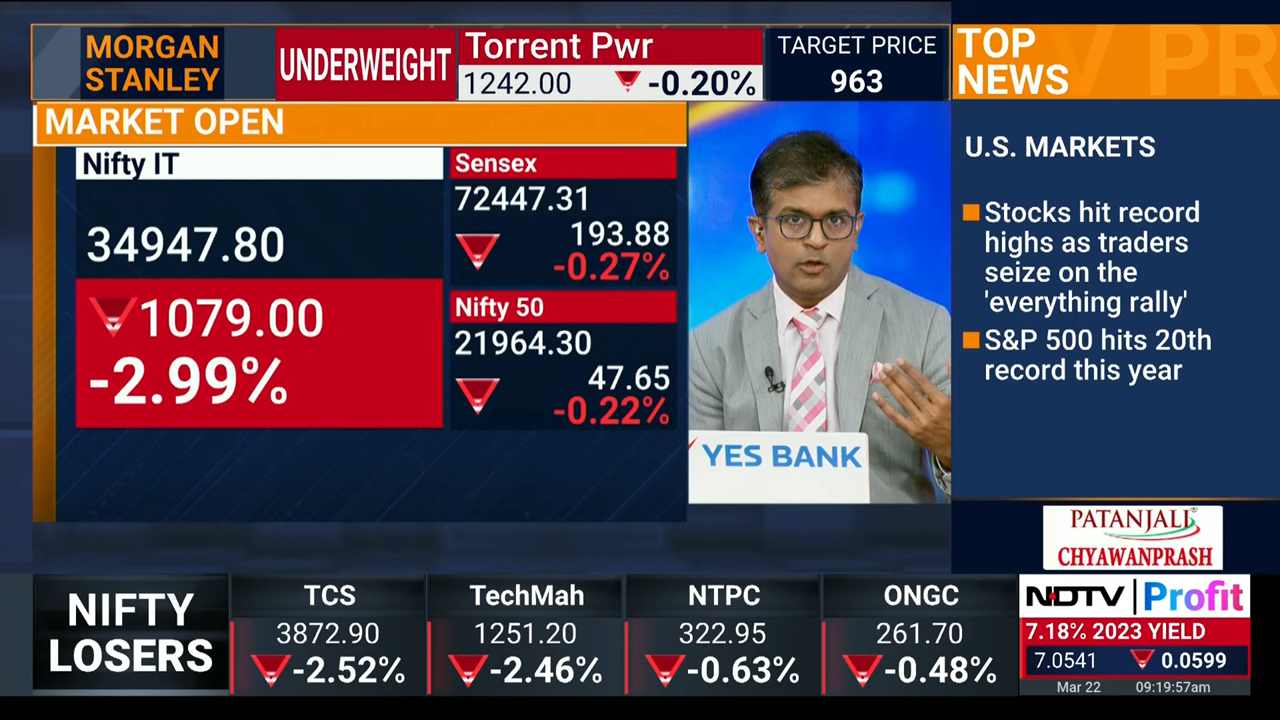 MORGAN
STANLEY
UNDERWEIGHT
Torrent Pwr
1242.00 -0.20%
TARGET PRICE
963
TOP
NEWS
MARKET OPEN
Nifty IT
34947.80
1079.00
-2.99%
Sensex
72447.31
193.88
-0.27%
Nifty 50
21964.30
47.65
-0.22%
YES BANK
U.S. MARKETS
Stocks hit record
highs as traders
seize on the
'everything rally'
S&P 500 hits 20th
record this year
PATANJALI
CHYAWANPRASH
NIFTY
LOSERS
TCS
3872.90
-2.52%
TechMah
1251.20
-2.46%
NTPC
322.95
-0.63%
ONGC
261.70
-0.48%
NDTV Profit
7.18% 2023 YIELD
7.0541 0.0599
Mar 22 09:19:57am